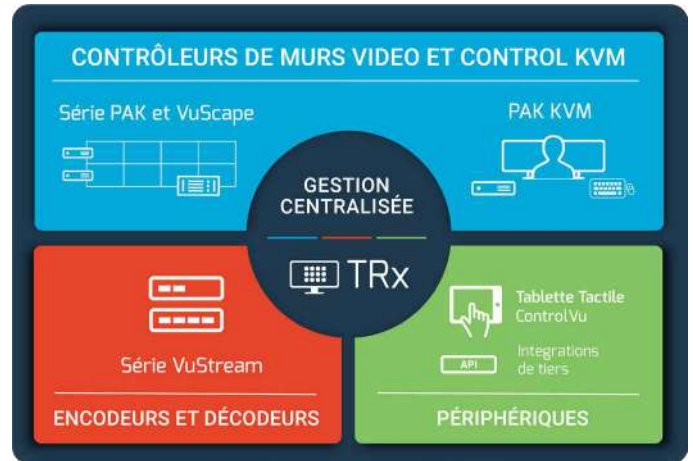 CONTRÔLEURS DE MURS VIDEO ET CONTROL KVM
Série PAK et VuScape
PAK KVM
GESTION
CENTRALISÉE
TRx
Série VuStream
ENCODEURS ET DÉCODEURS
Tablette Tactile
ControlVu
API
Integrations
de tiers
PÉRIPHÉRIQUES